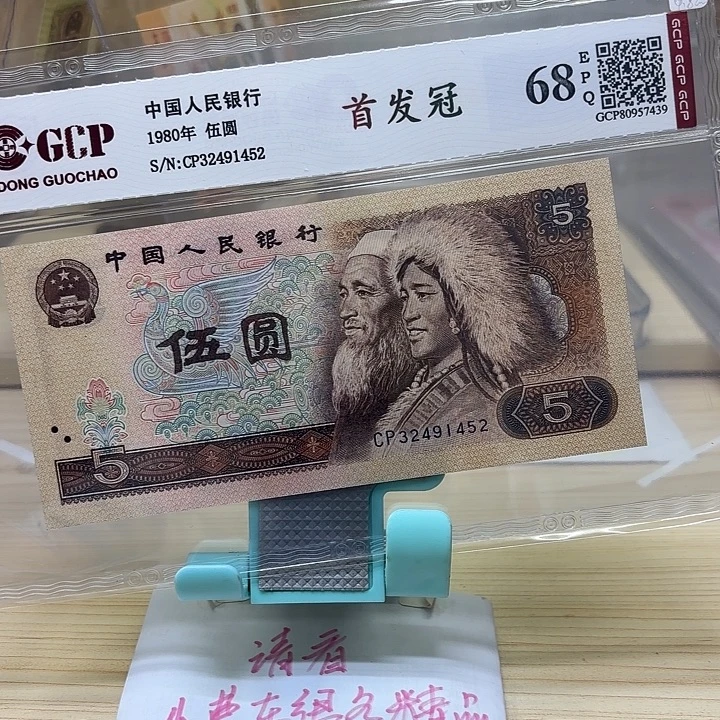 GCP
DONG GUOCHAO
中国人民银行
1980年 伍圆
S/N:CP32491452
首发冠
68
EPQ
GCP80957439
GCP GCP GCP
中国人民银行
5
伍圆
CP32491452
5
5
请看